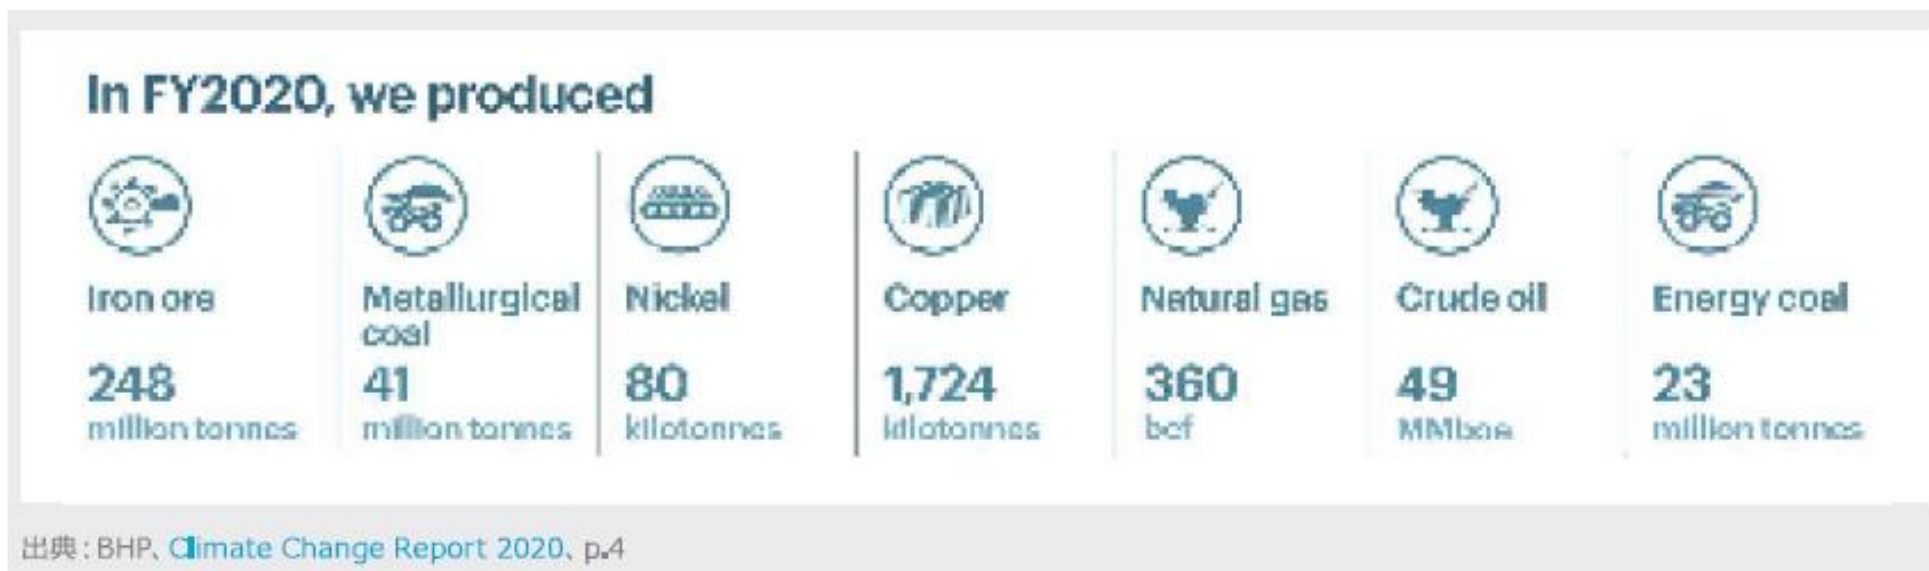 In FY2020, we produced
Iron ore
248
million tonnes
Metallurgical
coal
41
million tonnes
Nickel
80
kilotonnes
Copper
1,724
kilotonnes
Natural gas
360
bcf
Crude oil
49
MMboe
Energy coal
23
million tonnes
出典：BHP、Climate Change Report 2020、p.4